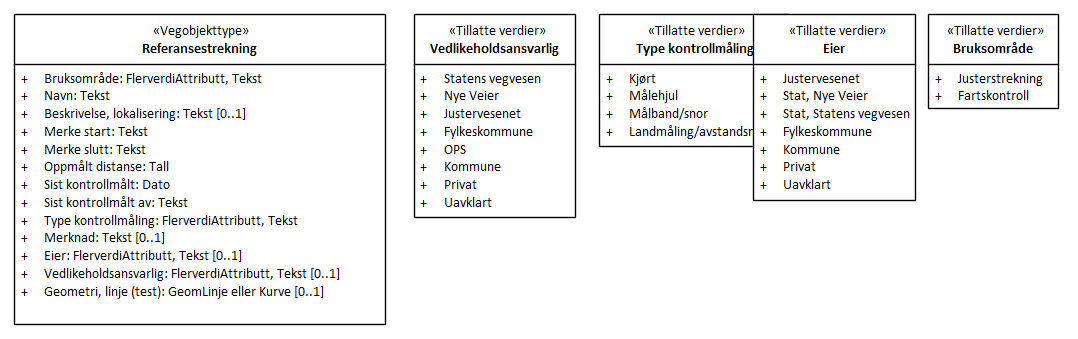 «Vegobjekttype»
Referansestrekning
+ Bruksområde: FlerverdiAttributt, Tekst
+ Navn: Tekst
+ Beskrivelse, lokalisering: Tekst [0..1]
+ Merke start: Tekst
+ Merke slutt: Tekst
+ Oppmålt distanse: Tall
+ Sist kontrollmålt: Dato
+ Sist kontrollmålt av: Tekst
+ Type kontrollmåling: FlerverdiAttributt, Tekst
+ Merknad: Tekst [0..1]
+ Eier: FlerverdiAttributt, Tekst [0..1]
+ Vedlikeholdsansvarlig: FlerverdiAttributt, Tekst [0..1]
+ Geometri, linje (test): GeomLinje eller Kurve [0..1]
«Tillatte verdier»
Vedlikeholdsansvarlig
+ Statens vegvesen
+ Nye Veier
+ Justervesenet
+ Fylkeskommune
+ OPS
+ Kommune
+ Privat
+ Uavklart
«Tillatte verdier»
Type kontrollmåling
+ Kjørt
+ Målehjul
+ Målbånd/snor
+ Landmåling/avstandsm
«Tillatte verdier»
Eier
+ Justervesenet
+ Stat, Nye Veier
+ Stat, Statens vegvesen
+ Fylkeskommune
+ Kommune
+ Privat
+ Uavklart
«Tillatte verdier»
Bruksområde
+ Justerstrekning
+ Fartskontroll